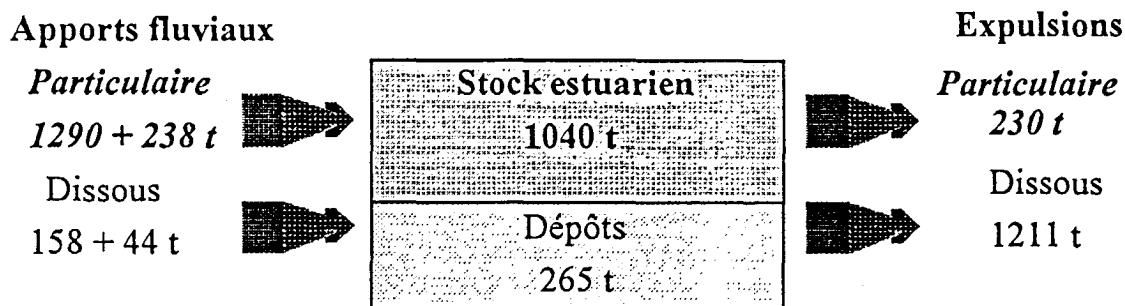 Apports fluviaux
Particulaire
1290 + 238 t
Dissous
158 + 44 t
Stock estuarien
1040 t
Dépôts
265 t
Expulsions
Particulaire
230 t
Dissous
1211 t